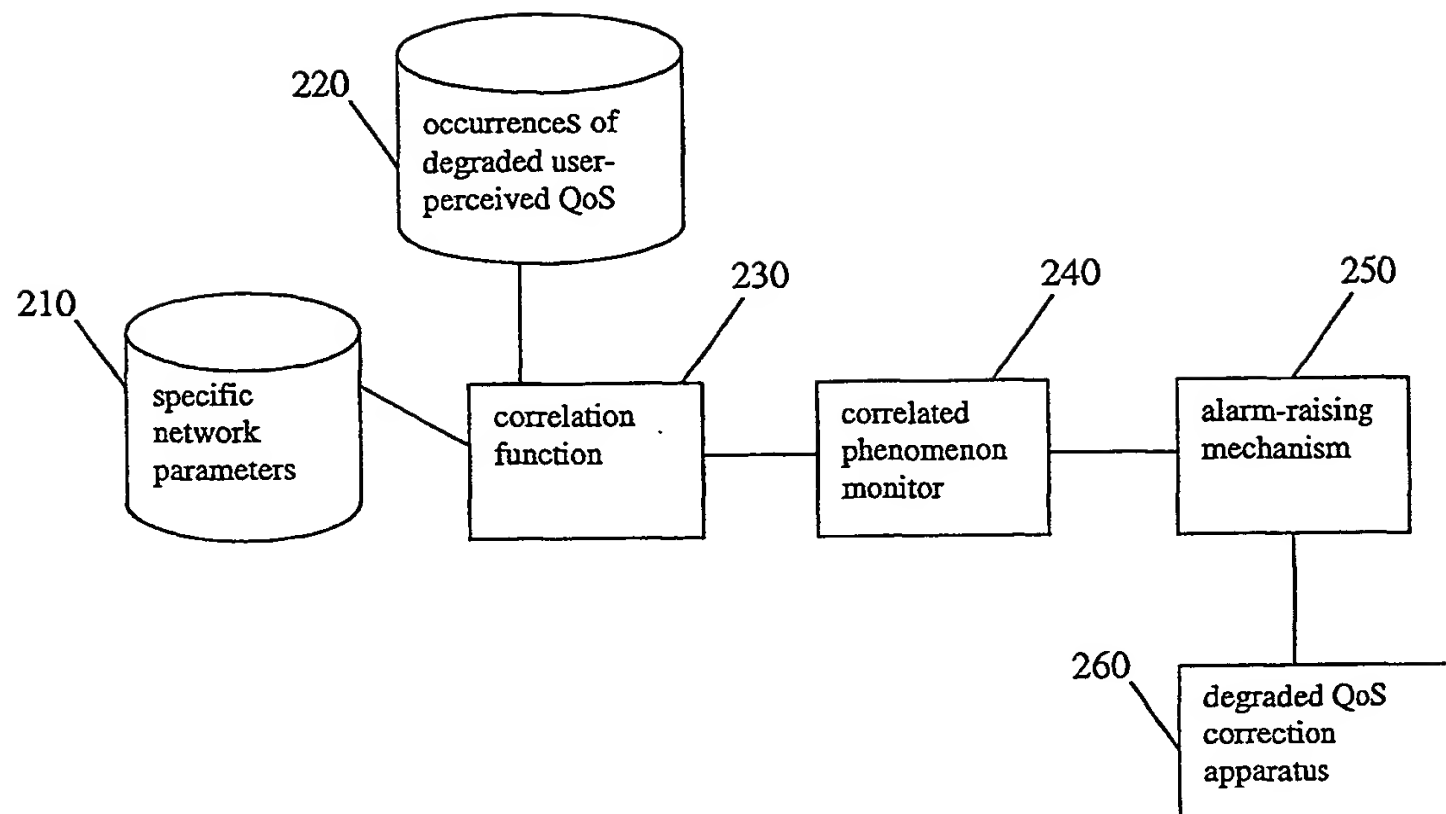 220
occurrences of
degraded user-
perceived QoS
210
specific
network
parameters
230
correlation
function
240
correlated
phenomenon
monitor
250
alarm-raising
mechanism
260
degraded QoS
correction
apparatus